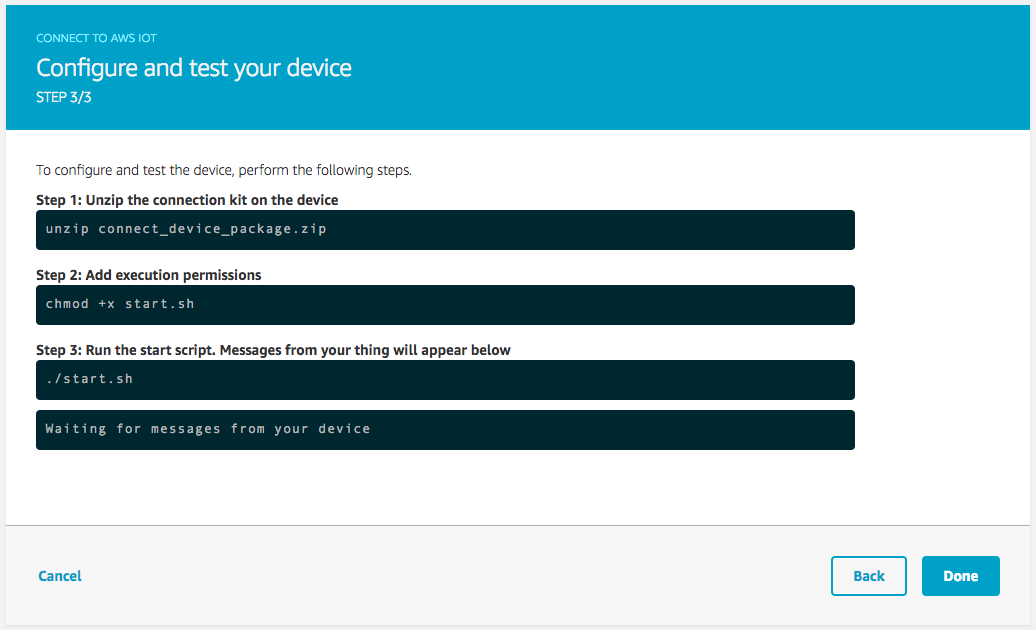 CONNECT TO AWS IOT
Configure and test your device
STEP 3/3
To configure and test the device, perform the following steps.
Step 1: Unzip the connection kit on the device
unzip connect_device_package.zip
Step 2: Add execution permissions
chmod +x start.sh
Step 3: Run the start script. Messages from your thing will appear below
./start.sh
Waiting for messages from your device
Cancel
Back
Done